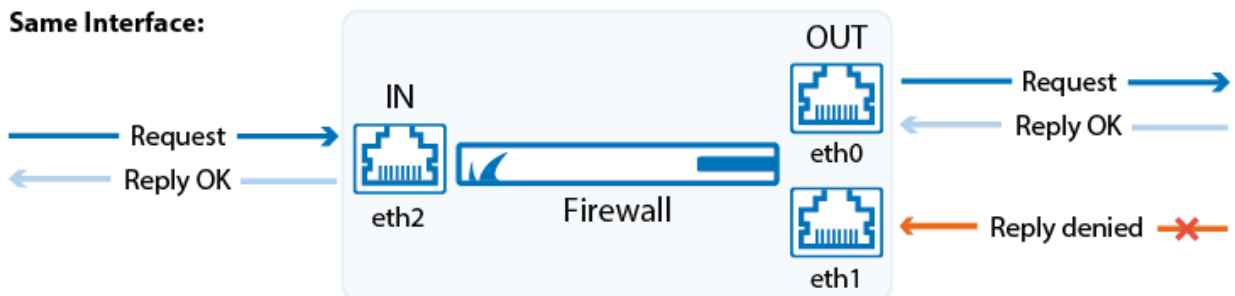 Same Interface:
IN
OUT
Request
Reply OK
eth2
Firewall
Request
Reply OK
eth0
Reply denied
eth1